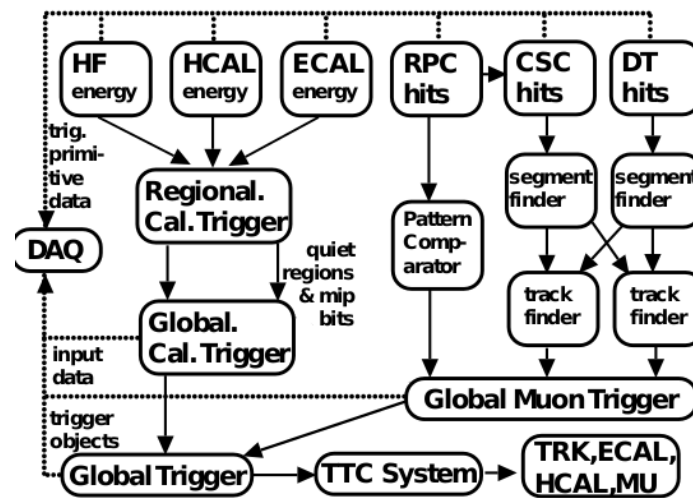 HF
energy
HCAL
energy
ECAL
energy
RPC
hits
CSC
hits
DT
hits
trig.
primi-
tive
data
Regional.
Cal. Trigger
segment
finder
segment
finder
Pattern
Comp-
arator
DAQ
quiet
regions
& mip
bits
Global.
Cal. Trigger
track
finder
track
finder
input
data
Global Muon Trigger
trigger
objects
Global Trigger
TTC System
TRK,ECAL,
HCAL,MU